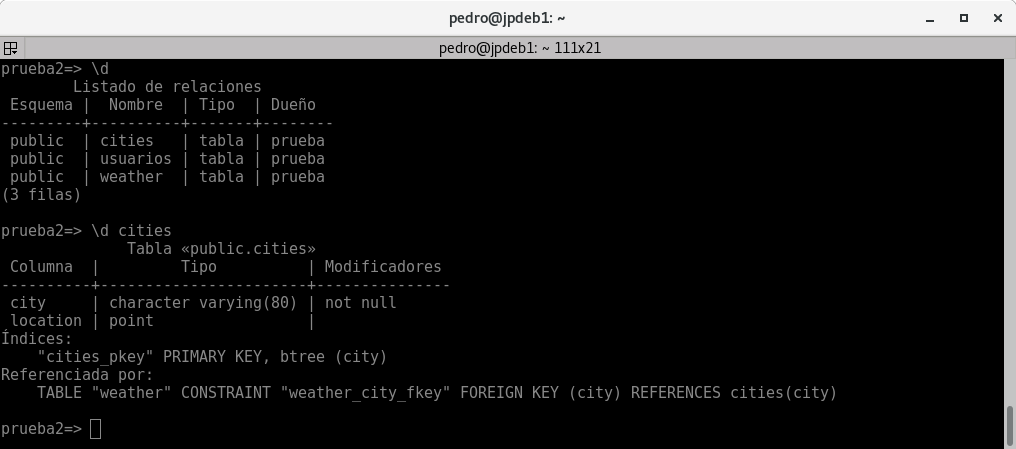 pedro@jpdeb1: ~
pedro@jpdeb1: ~ 111x21
prueba2=> \d
        Listado de relaciones
 Esquema |  Nombre  | Tipo  | Dueño
---------+----------+-------+--------
 public  | cities   | tabla | prueba
 public  | usuarios | tabla | prueba
 public  | weather  | tabla | prueba
(3 filas)

prueba2=> \d cities
              Tabla «public.cities»
 Columna  |         Tipo          | Modificadores
----------+-----------------------+---------------
 city     | character varying(80) | not null
 location | point                 |
Índices:
    "cities_pkey" PRIMARY KEY, btree (city)
Referenciada por:
    TABLE "weather" CONSTRAINT "weather_city_fkey" FOREIGN KEY (city) REFERENCES cities(city)

prueba2=>